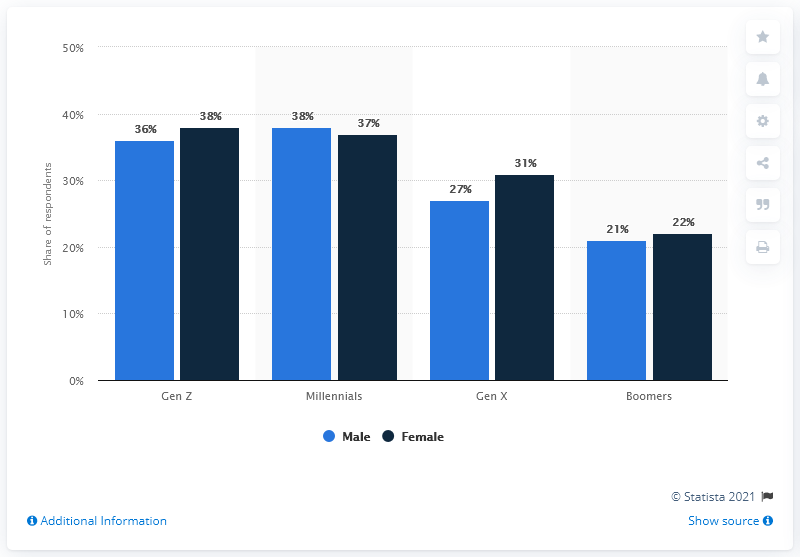 50%
40%
30%
20%
10%
0%
Share of respondents
36%
38%
38%
37%
27%
31%
21%
22%
Gen Z
Millennials
Gen X
Boomers
Male
Female
© Statista 2021
Additional Information
Show source